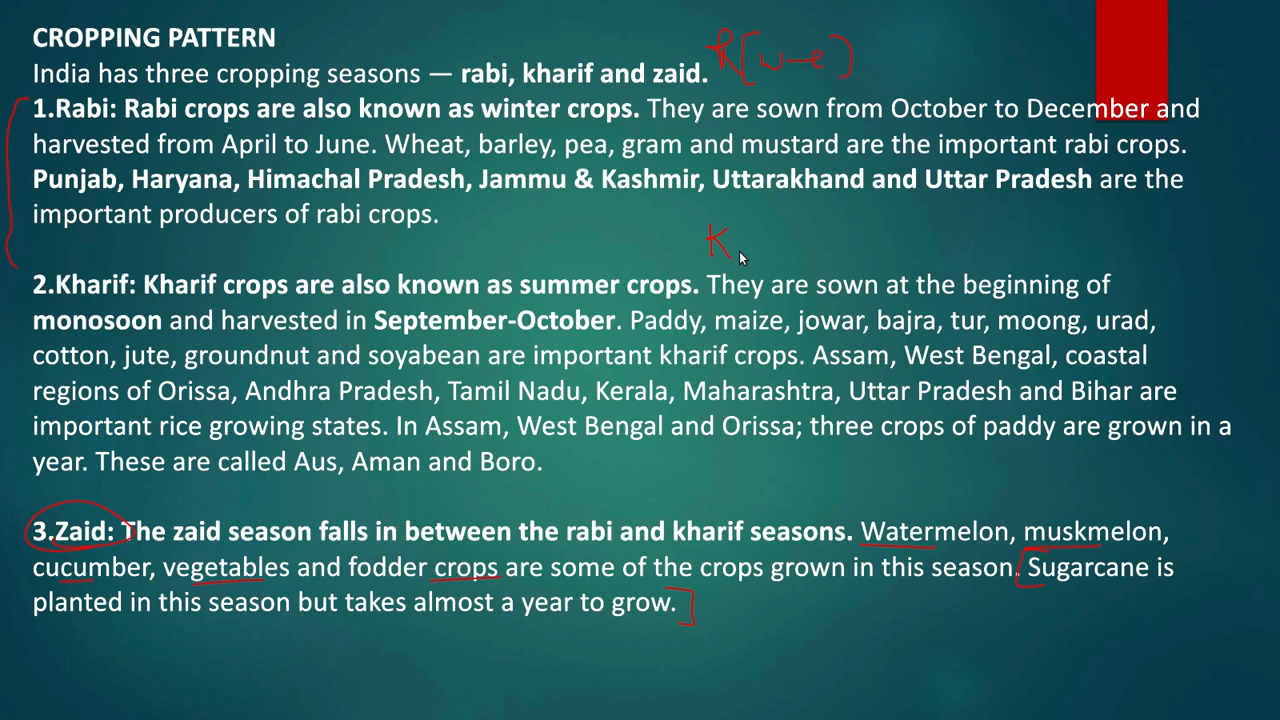 CROPPING PATTERN
India has three cropping seasons — rabi, kharif and zaid.
R[w-e)
1.Rabi: Rabi crops are also known as winter crops. They are sown from October to December and
harvested from April to June. Wheat, barley, pea, gram and mustard are the important rabi crops.
Punjab, Haryana, Himachal Pradesh, Jammu & Kashmir, Uttarakhand and Uttar Pradesh are the
important producers of rabi crops.
K
2.Kharif: Kharif crops are also known as summer crops. They are sown at the beginning of
monosoon and harvested in September-October. Paddy, maize, jowar, bajra, tur, moong, urad,
cotton, jute, groundnut and soyabean are important kharif crops. Assam, West Bengal, coastal
regions of Orissa, Andhra Pradesh, Tamil Nadu, Kerala, Maharashtra, Uttar Pradesh and Bihar are
important rice growing states. In Assam, West Bengal and Orissa; three crops of paddy are grown in a
year. These are called Aus, Aman and Boro.
3.Zaid: The zaid season falls in between the rabi and kharif seasons. Watermelon, muskmelon,
cucumber, vegetables and fodder crops are some of the crops grown in this season. Sugarcane is
planted in this season but takes almost a year to grow.